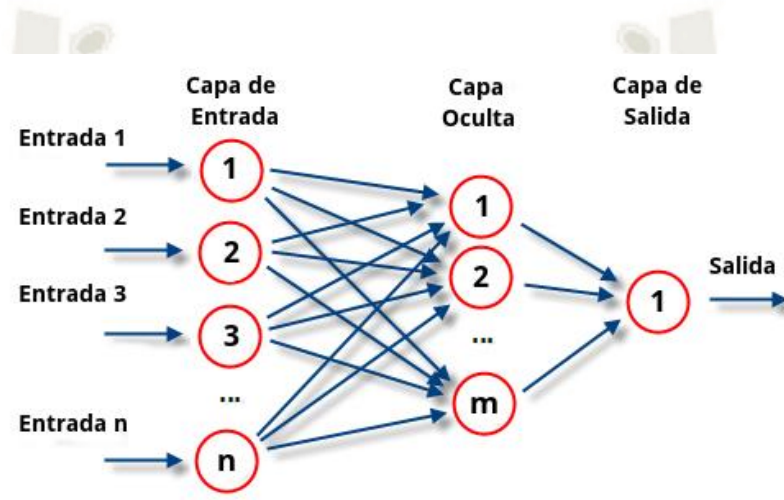 Capa de
Entrada
Capa
Oculta
Capa de
Salida
Entrada 1
1
Entrada 2
2
Entrada 3
3
...
Entrada n
n
1
2
...
m
1
Salida